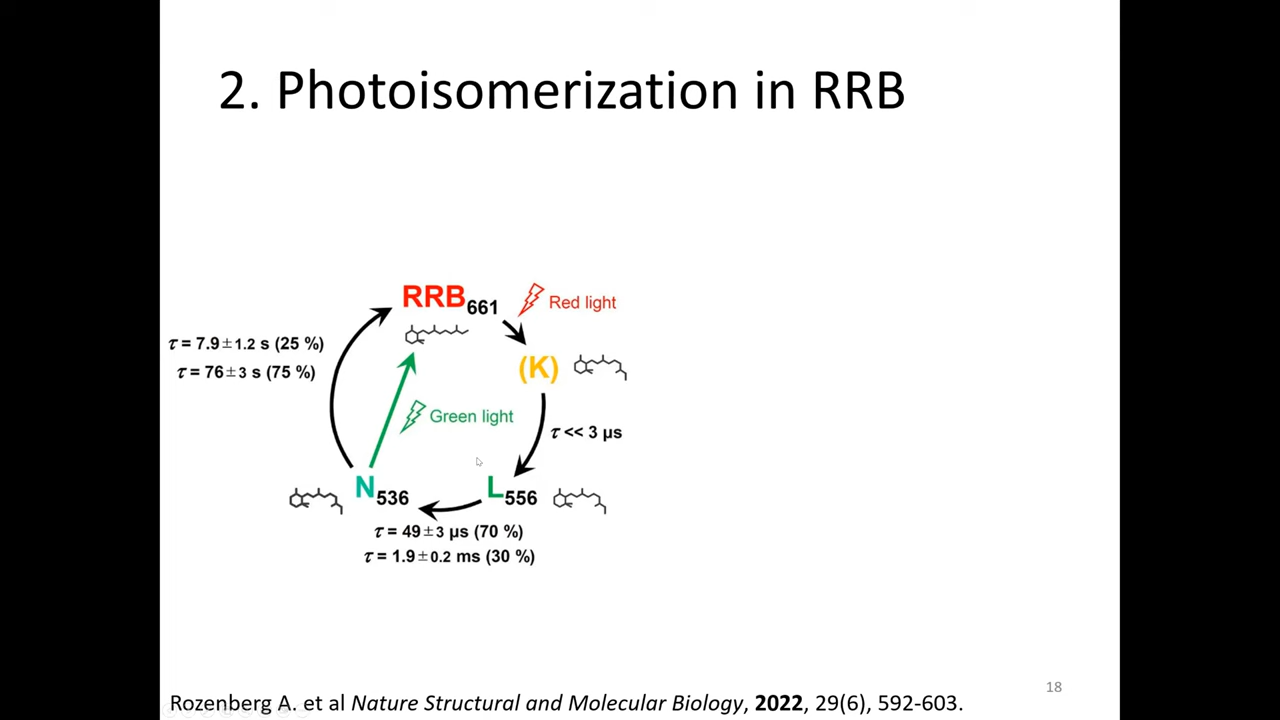 2. Photoisomerization in RRB
RRB661
Red light
τ = 7.9±1.2 s (25 %)
τ = 76±3 s (75 %)
(K)
Green light
τ << 3 µs
N536
L556
τ = 49±3 µs (70 %)
τ = 1.9±0.2 ms (30 %)
18
Rozenberg A. et al Nature Structural and Molecular Biology, 2022, 29(6), 592-603.